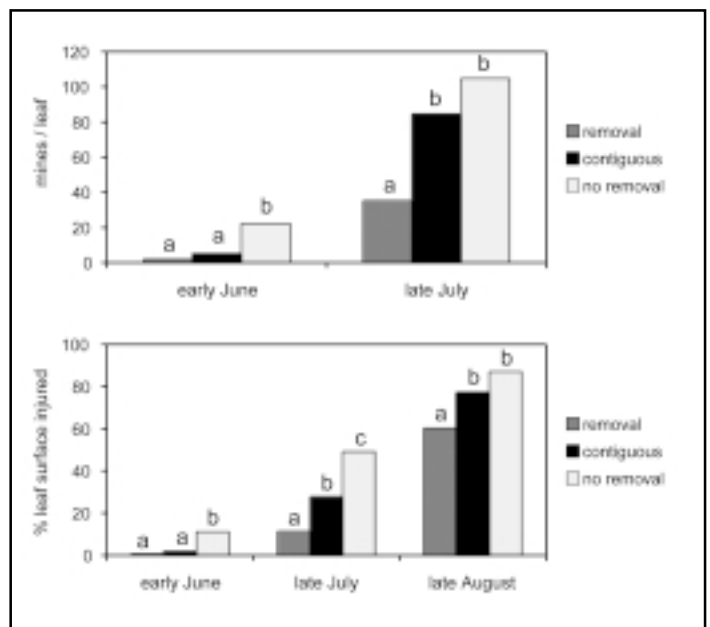 mines / leaf
120
100
80
60
40
20
0
a
a
b
a
b
b
early June
late July
removal
contiguous
no removal
% leaf surface injured
100
80
60
40
20
0
a
a
b
a
b
c
a
b
b
early June
late July
late August
removal
contiguous
no removal